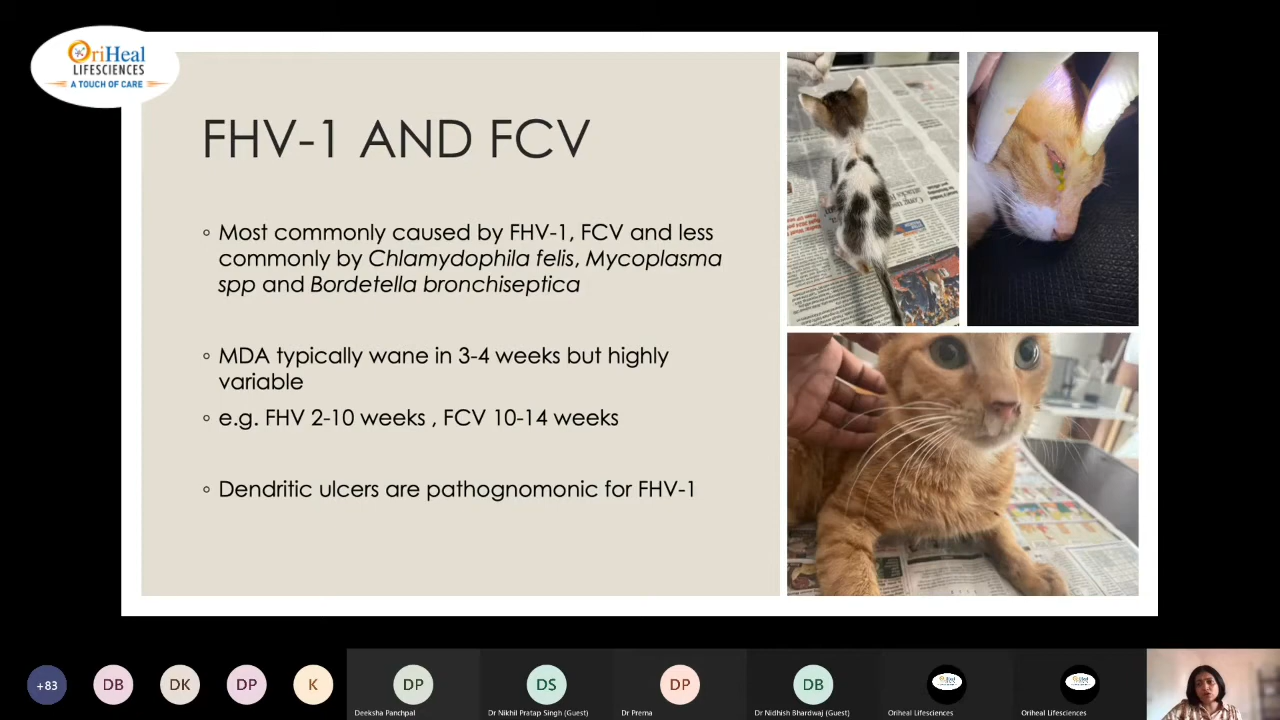 OriHeal
LIFESCIENCES
A TOUCH OF CARE
FHV-1 AND FCV
Most commonly caused by FHV-1, FCV and less
commonly by Chlamydophila felis, Mycoplasma
spp and Bordetella bronchiseptica
MDA typically wane in 3-4 weeks but highly
variable
e.g. FHV 2-10 weeks , FCV 10-14 weeks
Dendritic ulcers are pathognomonic for FHV-1
+83
DB
DK
DP
K
DP
DS
DP
DB
Deeksha Panchpal
Dr Nikhil Pratap Singh (Guest)
Dr Prema
Dr Nidhish Bhardwaj (Guest)
Oriheal Lifesciences
Oriheal Lifesciences